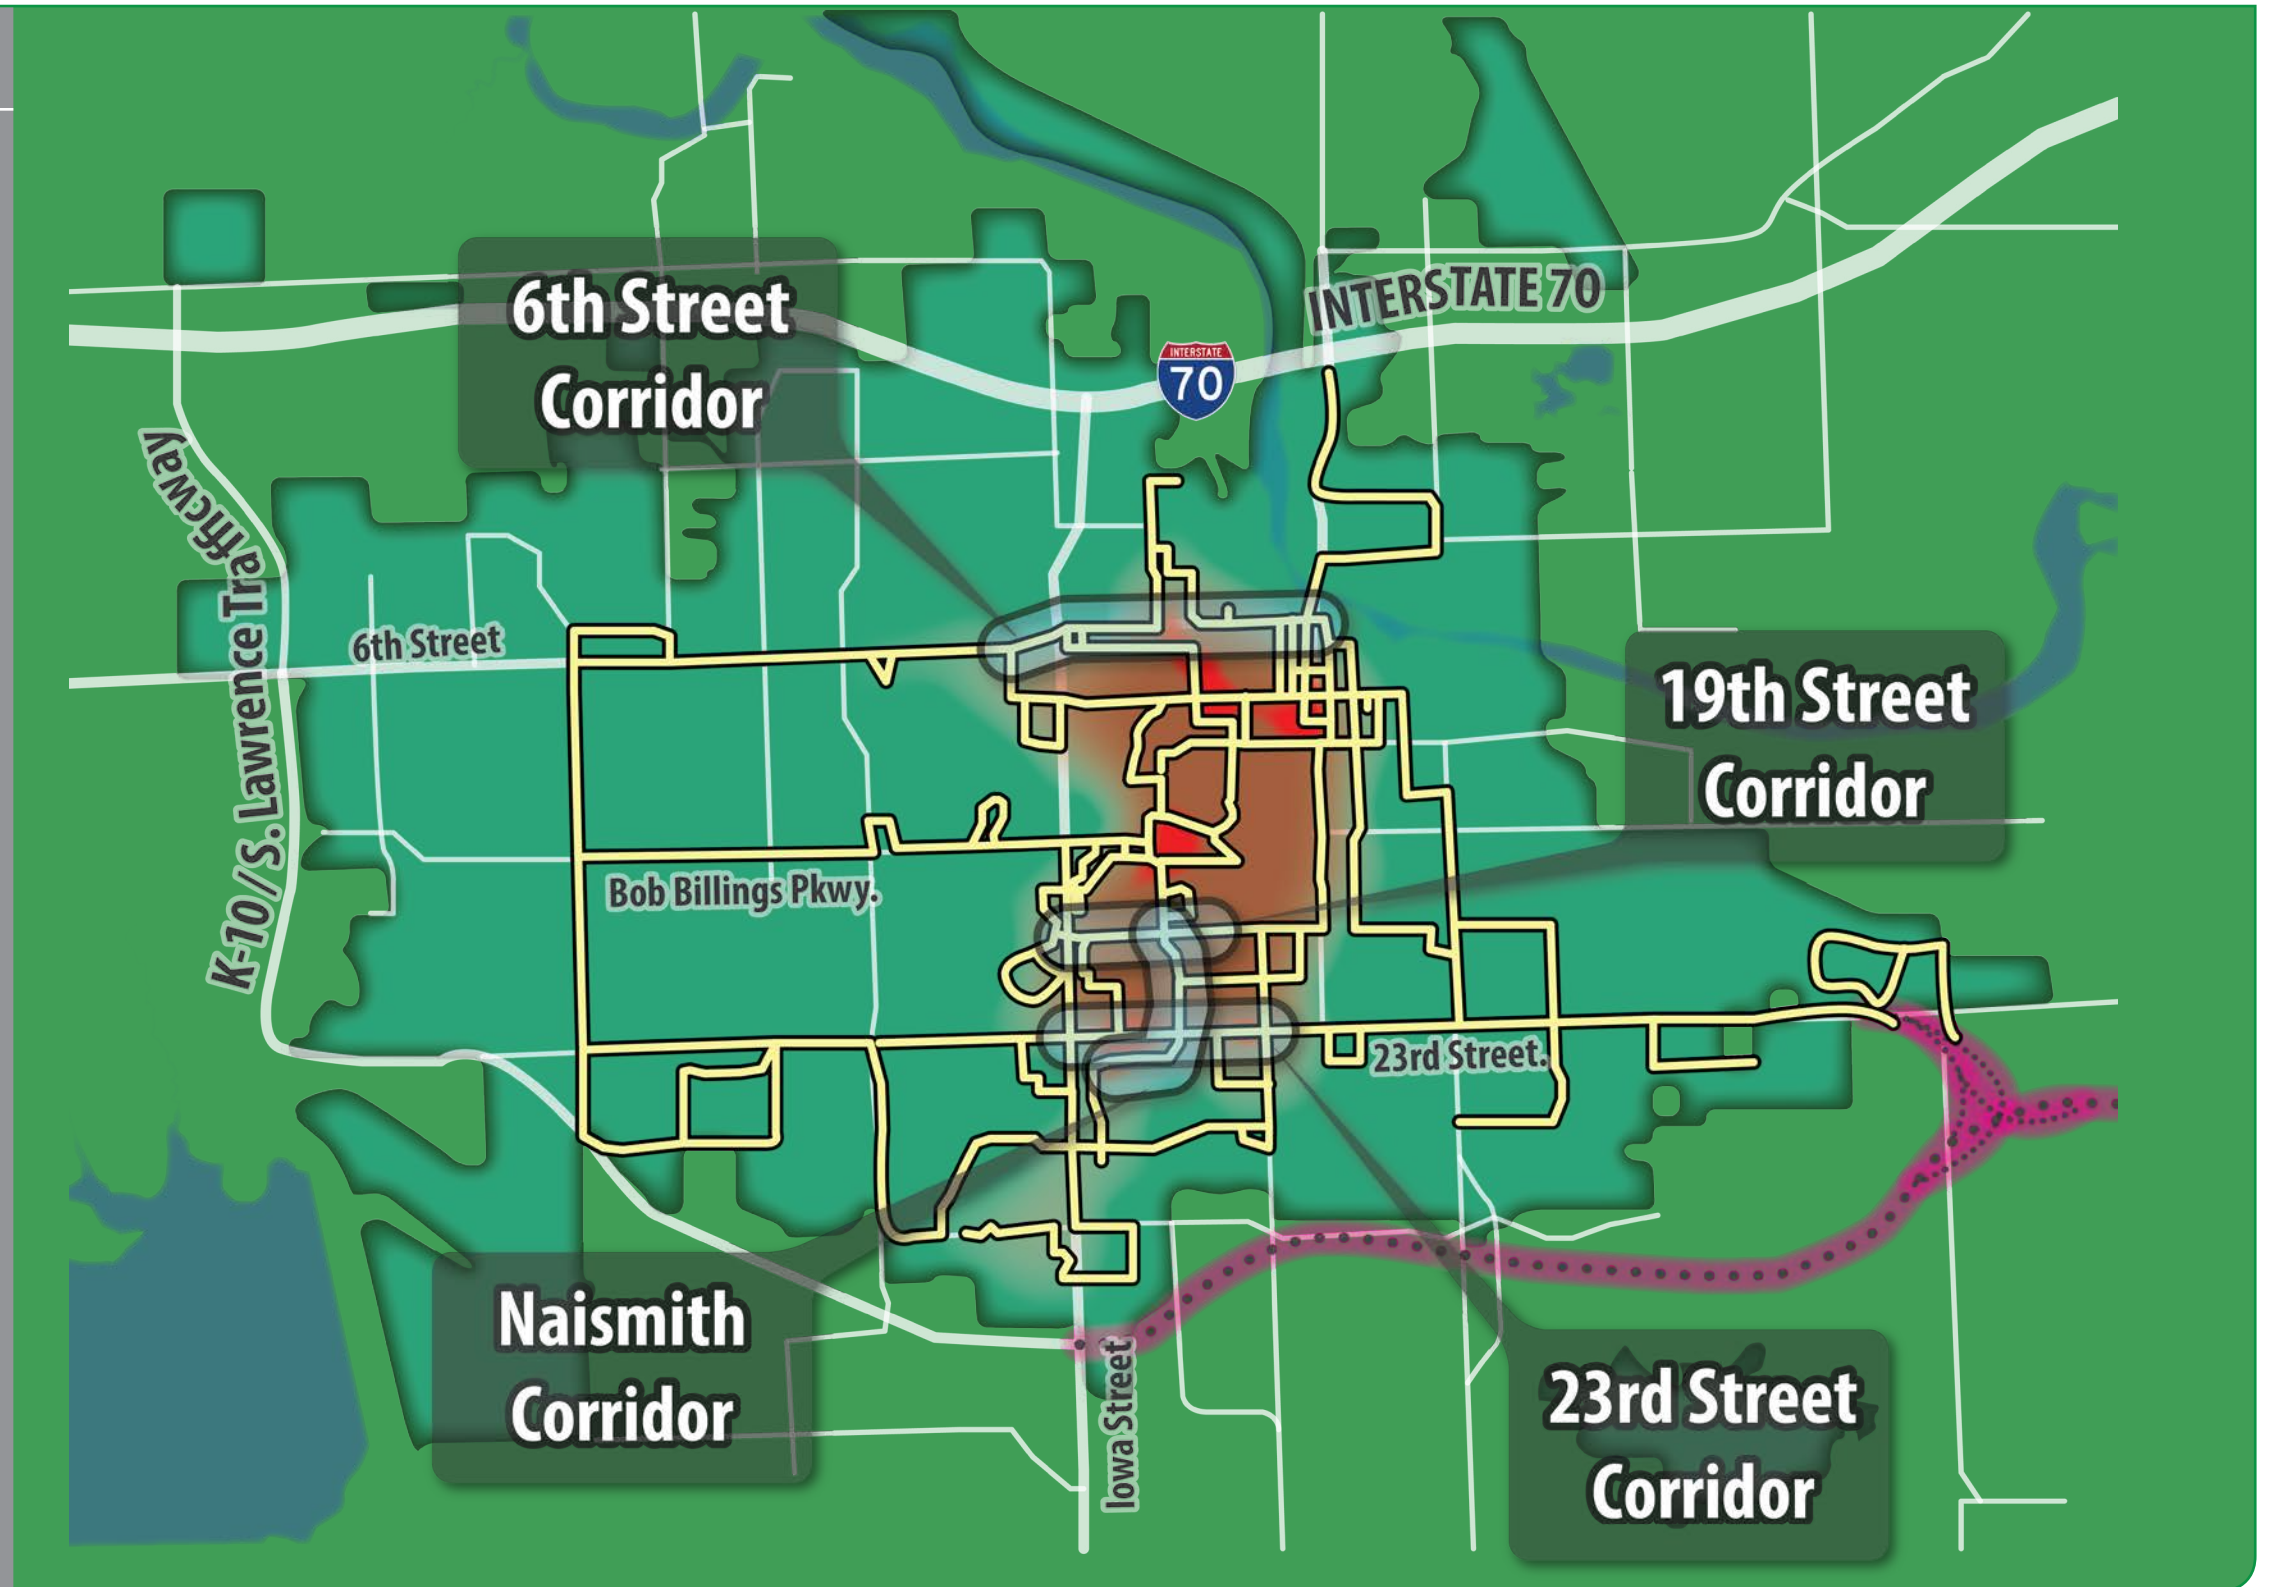 6th Street
Corridor
INTERSTATE 70
INTERSTATE
70
K-10/S. Lawrence Trafficway
6th Street
19th Street
Corridor
Bob Billings Pkwy.
23rd Street.
Naismith
Corridor
Iowa Street
23rd Street
Corridor